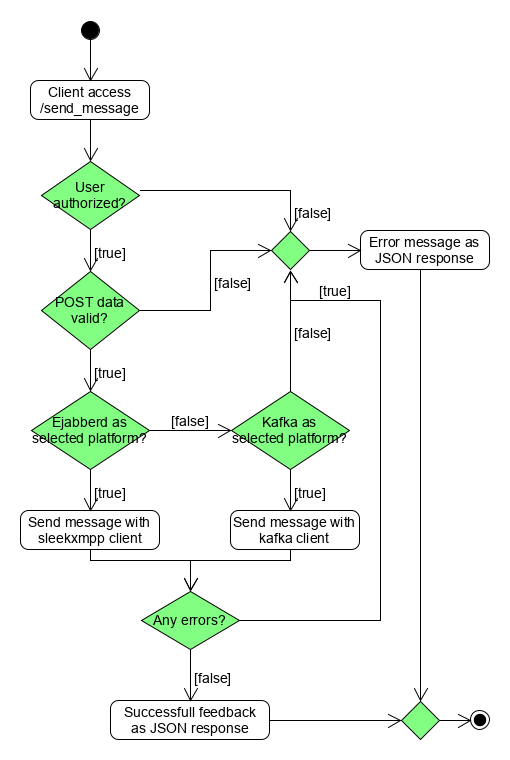 Client access
/send_message
User
authorized?
[false]
[true]
Error message as
JSON response
[false]
[true]
POST data
valid?
[false]
[true]
Ejabberd as
selected platform?
[false]
Kafka as
selected platform?
[true]
[true]
Send message with
sleekxmpp client
Send message with
kafka client
Any errors?
[false]
Successfull feedback
as JSON response